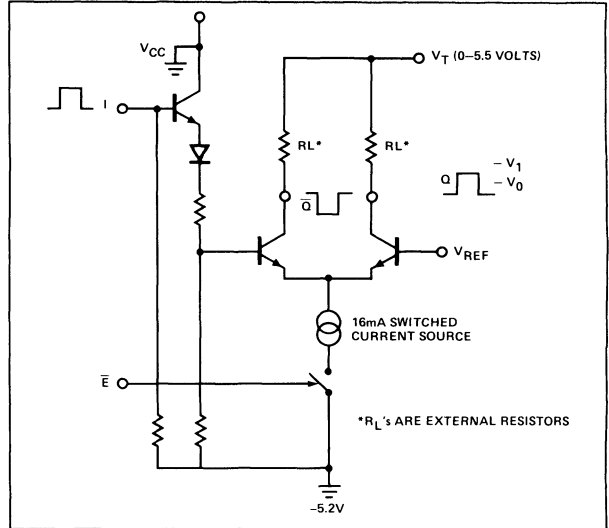 V_CC
V_T (0–5.5 VOLTS)
I
RL*
RL*
Q̅
Q
– V_1
– V_0
V_REF
16mA SWITCHED
CURRENT SOURCE
E̅
*R_L's ARE EXTERNAL RESISTORS
–5.2V